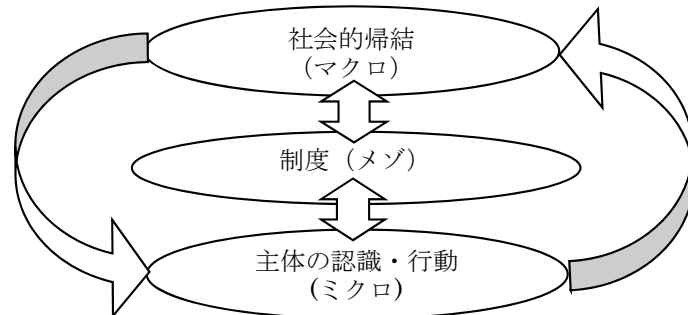 社会的帰結
(マクロ)
制度（メゾ）
主体の認識・行動
(ミクロ)